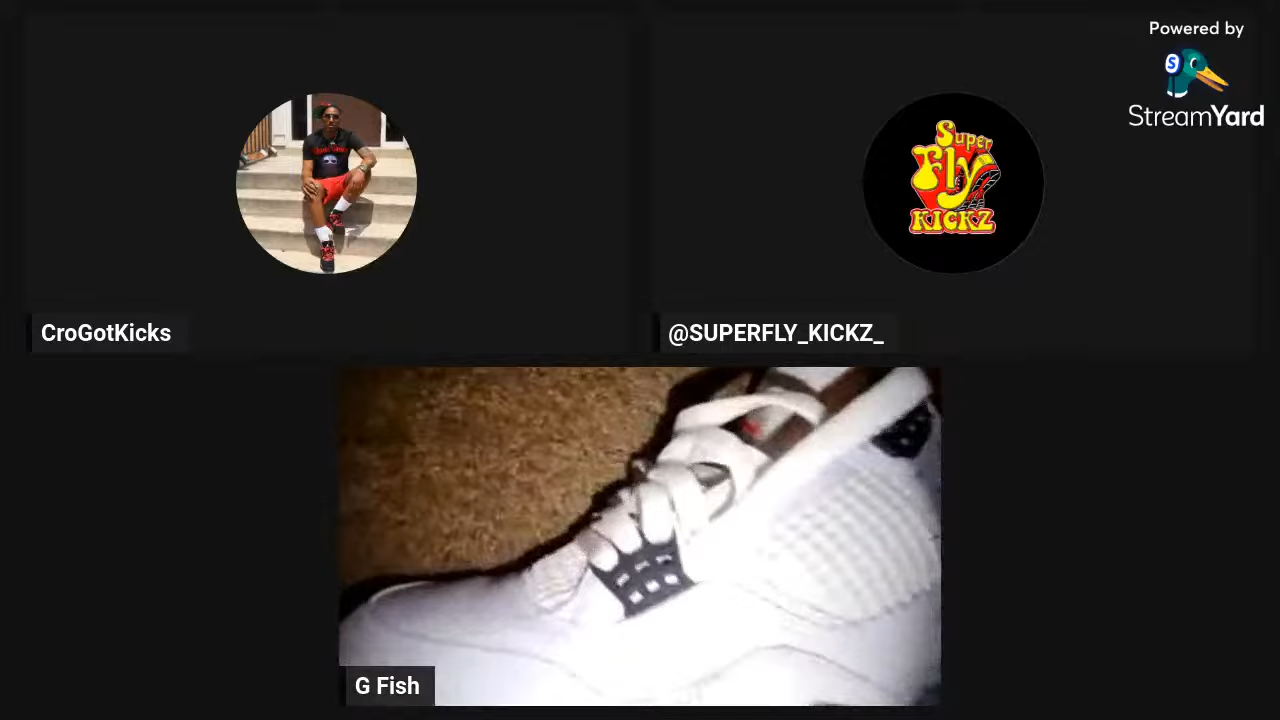 Powered by
S
StreamYard
Super
Fly
KICKZ
CroGotKicks
@SUPERFLY_KICKZ_
G Fish